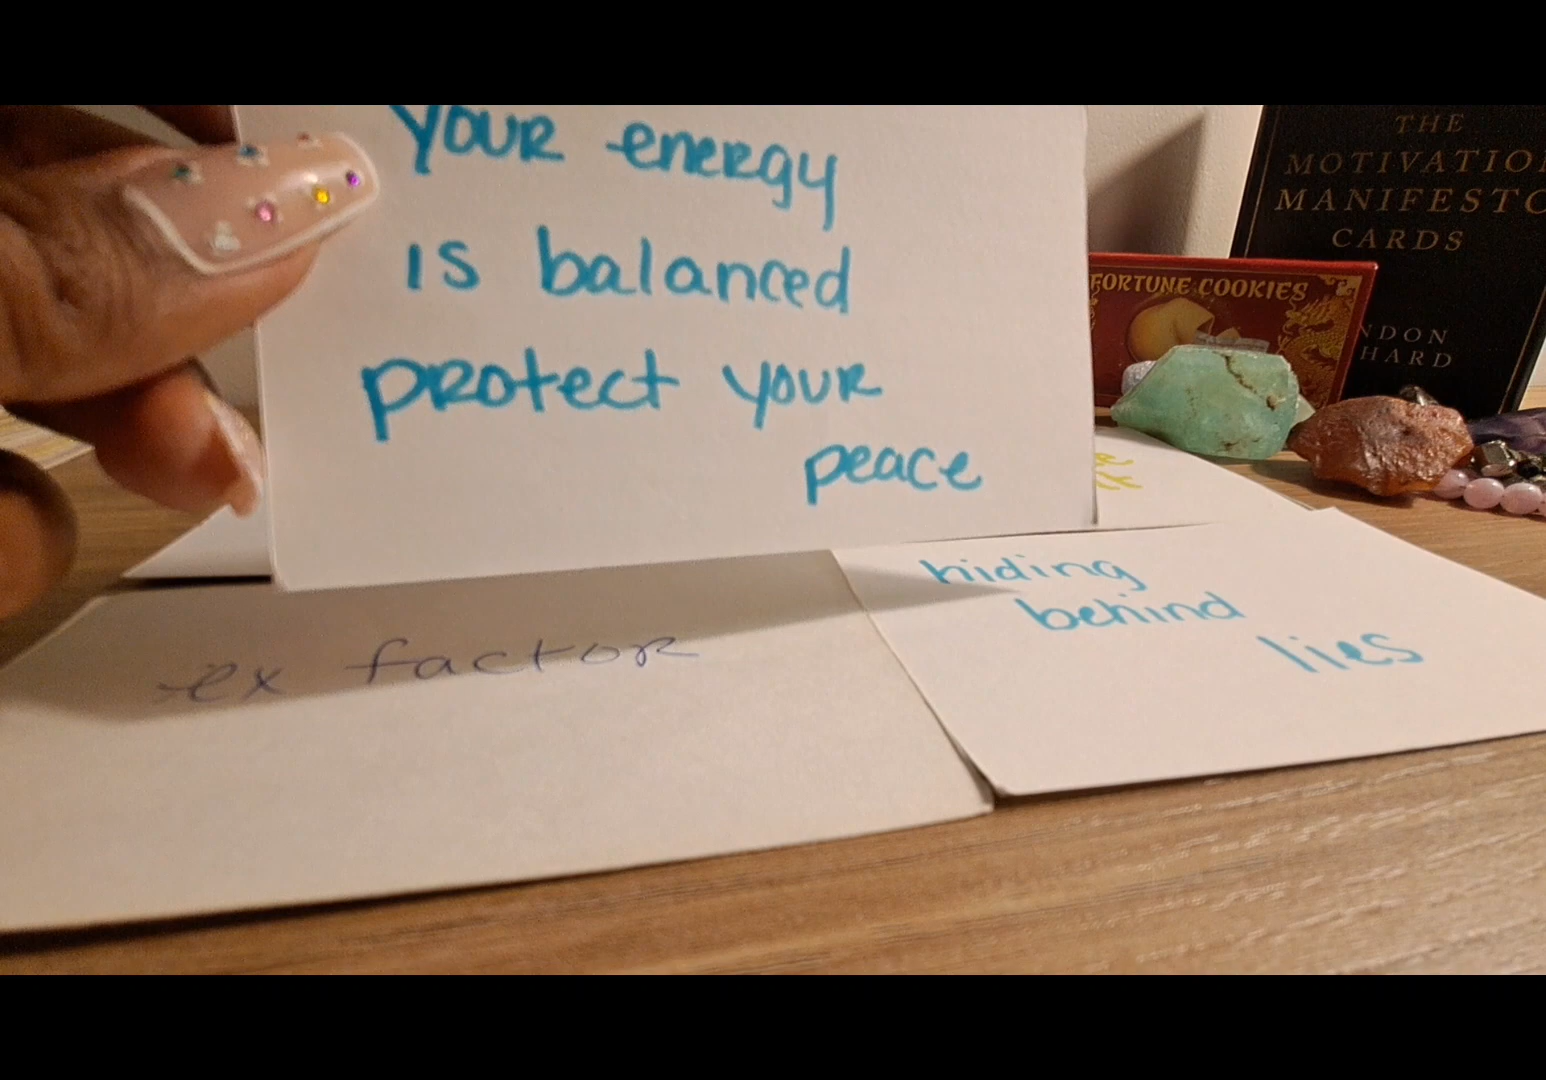 YOUR energy
is balanced
protect your
peace
THE
MOTIVATIO
MANIFESTO
CARDS
NDON
HARD
FORTUNE COOKIES
hiding
behind
lies
ex factor